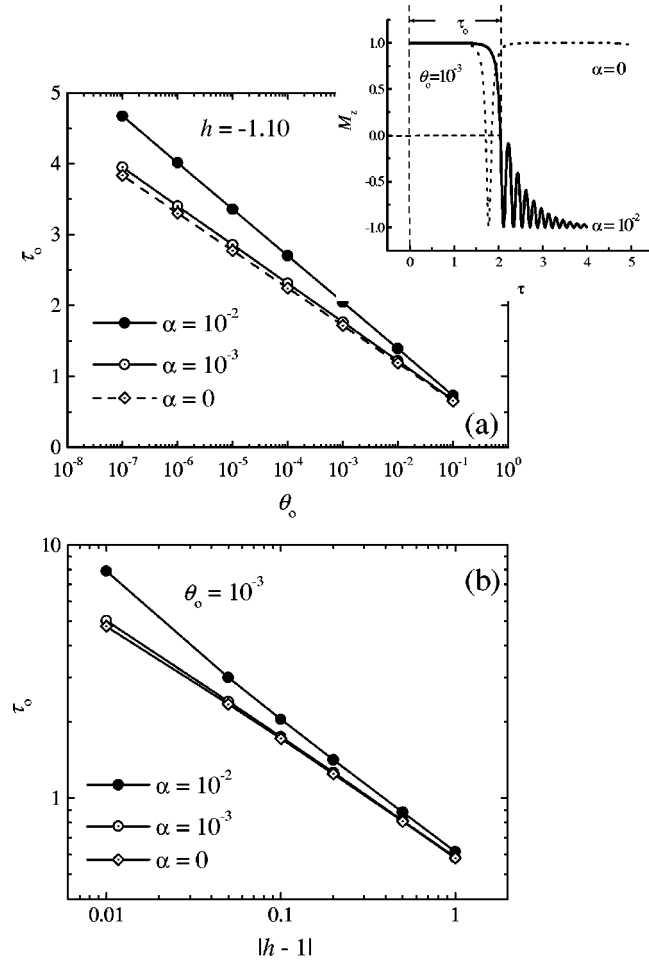 τₒ
1.0
0.5
0.0
-0.5
-1.0
M_z
θₒ=10⁻³
α=0
α=10⁻²
0 1 2 3 4 5
τ
5
4
3
2
1
0
τₒ
h = -1.10
α = 10⁻²
α = 10⁻³
α = 0
(a)
10⁻⁸ 10⁻⁷ 10⁻⁶ 10⁻⁵ 10⁻⁴ 10⁻³ 10⁻² 10⁻¹ 10⁰
θₒ
10
1
τₒ
θₒ = 10⁻³
(b)
α = 10⁻²
α = 10⁻³
α = 0
0.01 0.1 1
|h - 1|